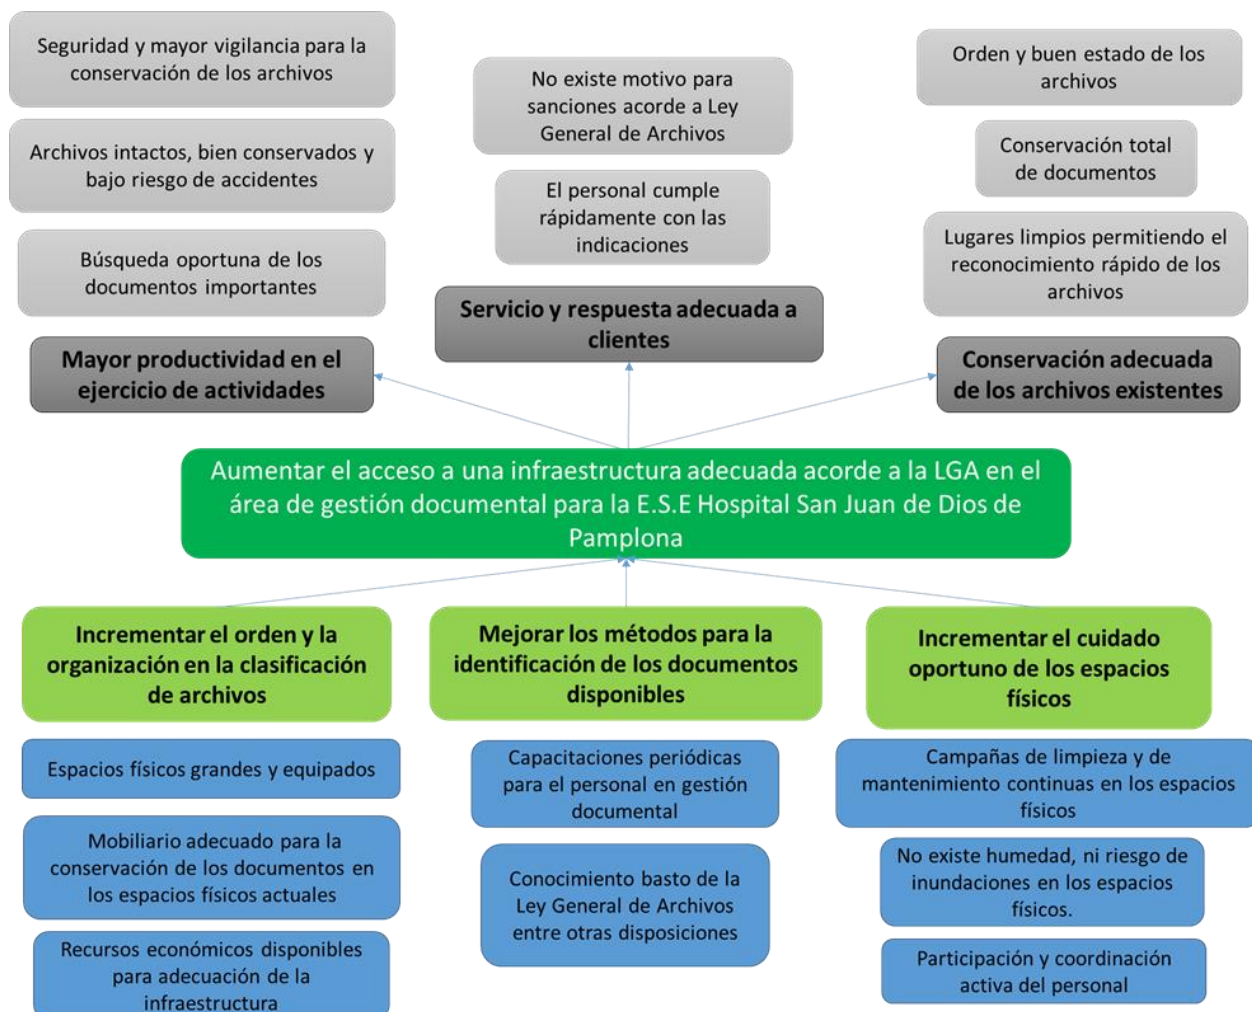 Seguridad y mayor vigilancia para la
conservación de los archivos
Archivos intactos, bien conservados y
bajo riesgo de accidentes
Búsqueda oportuna de los
documentos importantes
Mayor productividad en el
ejercicio de actividades
No existe motivo para
sanciones acorde a Ley
General de Archivos
El personal cumple
rápidamente con las
indicaciones
Servicio y respuesta adecuada a
clientes
Orden y buen estado de los
archivos
Conservación total
de documentos
Lugares limpios permitiendo el
reconocimiento rápido de los
archivos
Conservación adecuada
de los archivos existentes
Aumentar el acceso a una infraestructura adecuada acorde a la LGA en el
área de gestión documental para la E.S.E Hospital San Juan de Dios de
Pamplona
Incrementar el orden y la
organización en la clasificación
de archivos
Espacios físicos grandes y equipados
Mobiliario adecuado para la
conservación de los documentos en
los espacios físicos actuales
Recursos económicos disponibles
para adecuación de la
infraestructura
Mejorar los métodos para la
identificación de los documentos
disponibles
Capacitaciones periódicas
para el personal en gestión
documental
Conocimiento basto de la
Ley General de Archivos
entre otras disposiciones
Incrementar el cuidado
oportuno de los espacios
físicos
Campañas de limpieza y de
mantenimiento continuas en los espacios
físicos
No existe humedad, ni riesgo de
inundaciones en los espacios
físicos.
Participación y coordinación
activa del personal